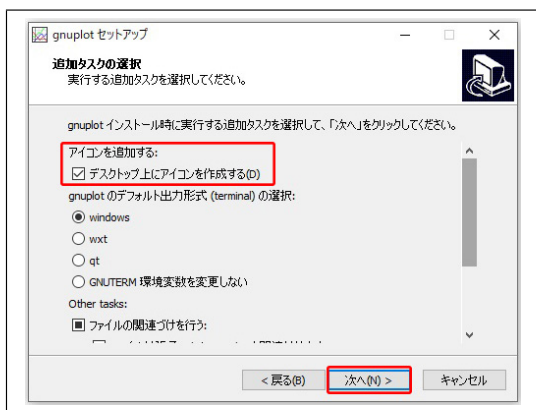 gnuplot セットアップ
追加タスクの選択
実行する追加タスクを選択してください。
gnuplot インストール時に実行する追加タスクを選択して、「次へ」をクリックしてください。
アイコンを追加する:
デスクトップ上にアイコンを作成する(D)
gnuplot のデフォルト出力形式 (terminal) の選択:
windows
wxt
qt
GNUTERM 環境変数を変更しない
Other tasks:
ファイルの関連づけを行う:
< 戻る(B)
次へ(N) >
キャンセル